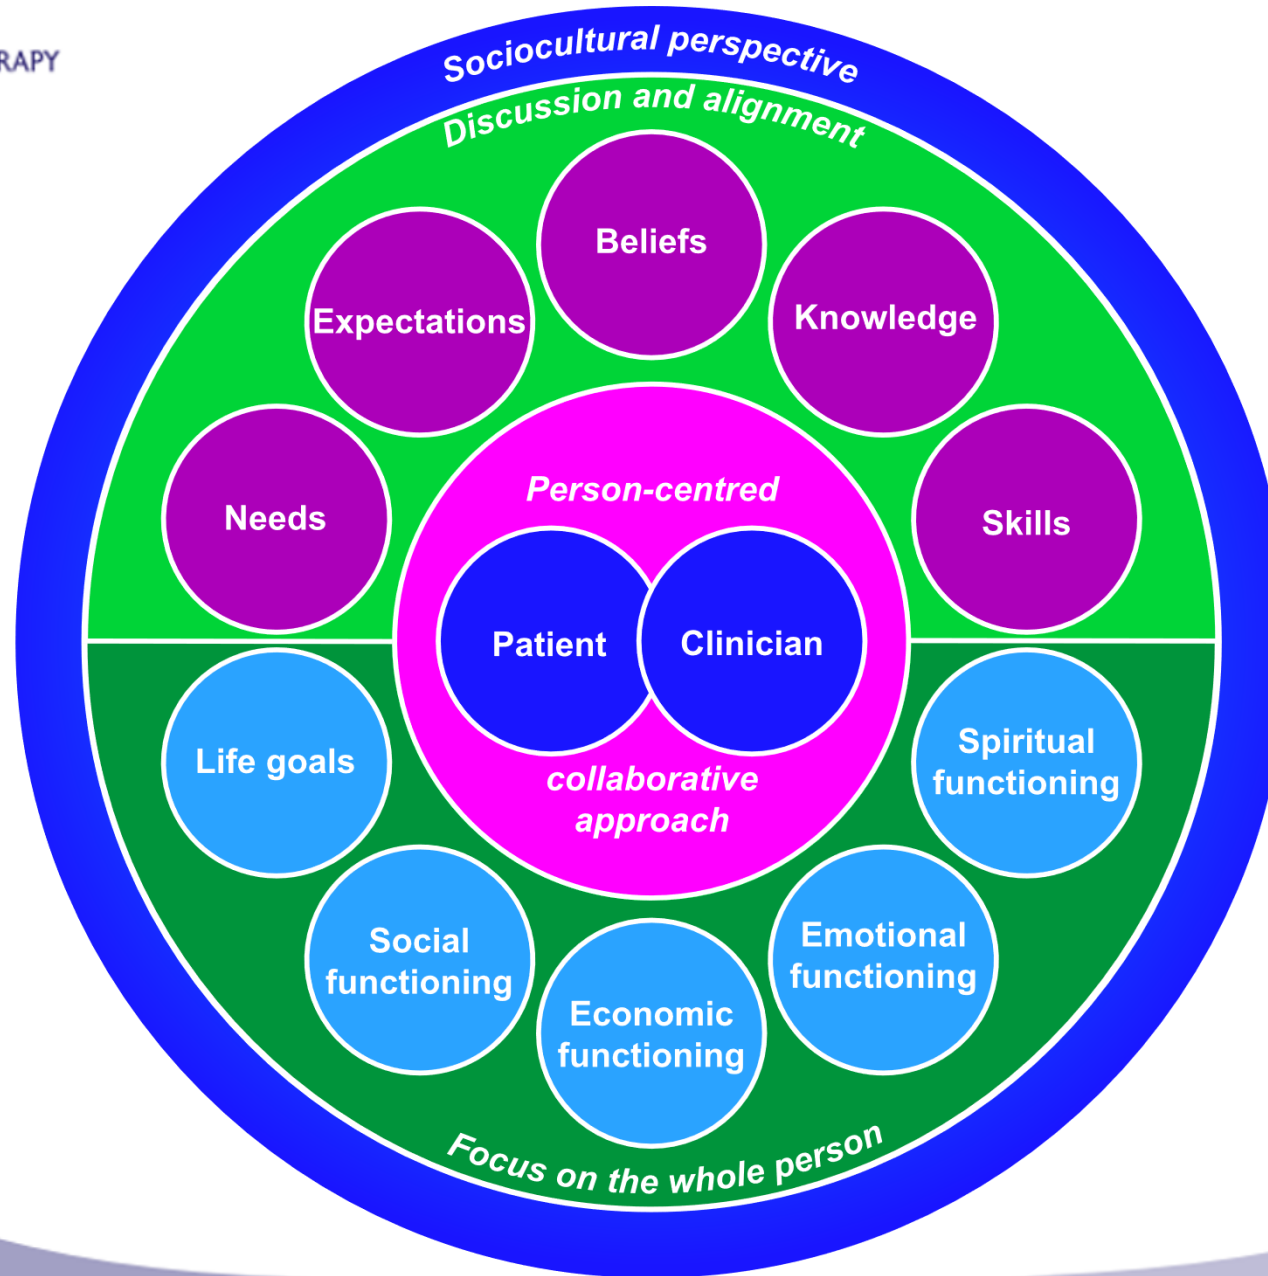 RAPY
Sociocultural perspective
Discussion and alignment
Beliefs
Expectations
Knowledge
Needs
Skills
Person-centred
Patient
Clinician
collaborative
approach
Life goals
Spiritual
functioning
Social
functioning
Emotional
functioning
Economic
functioning
Focus on the whole person